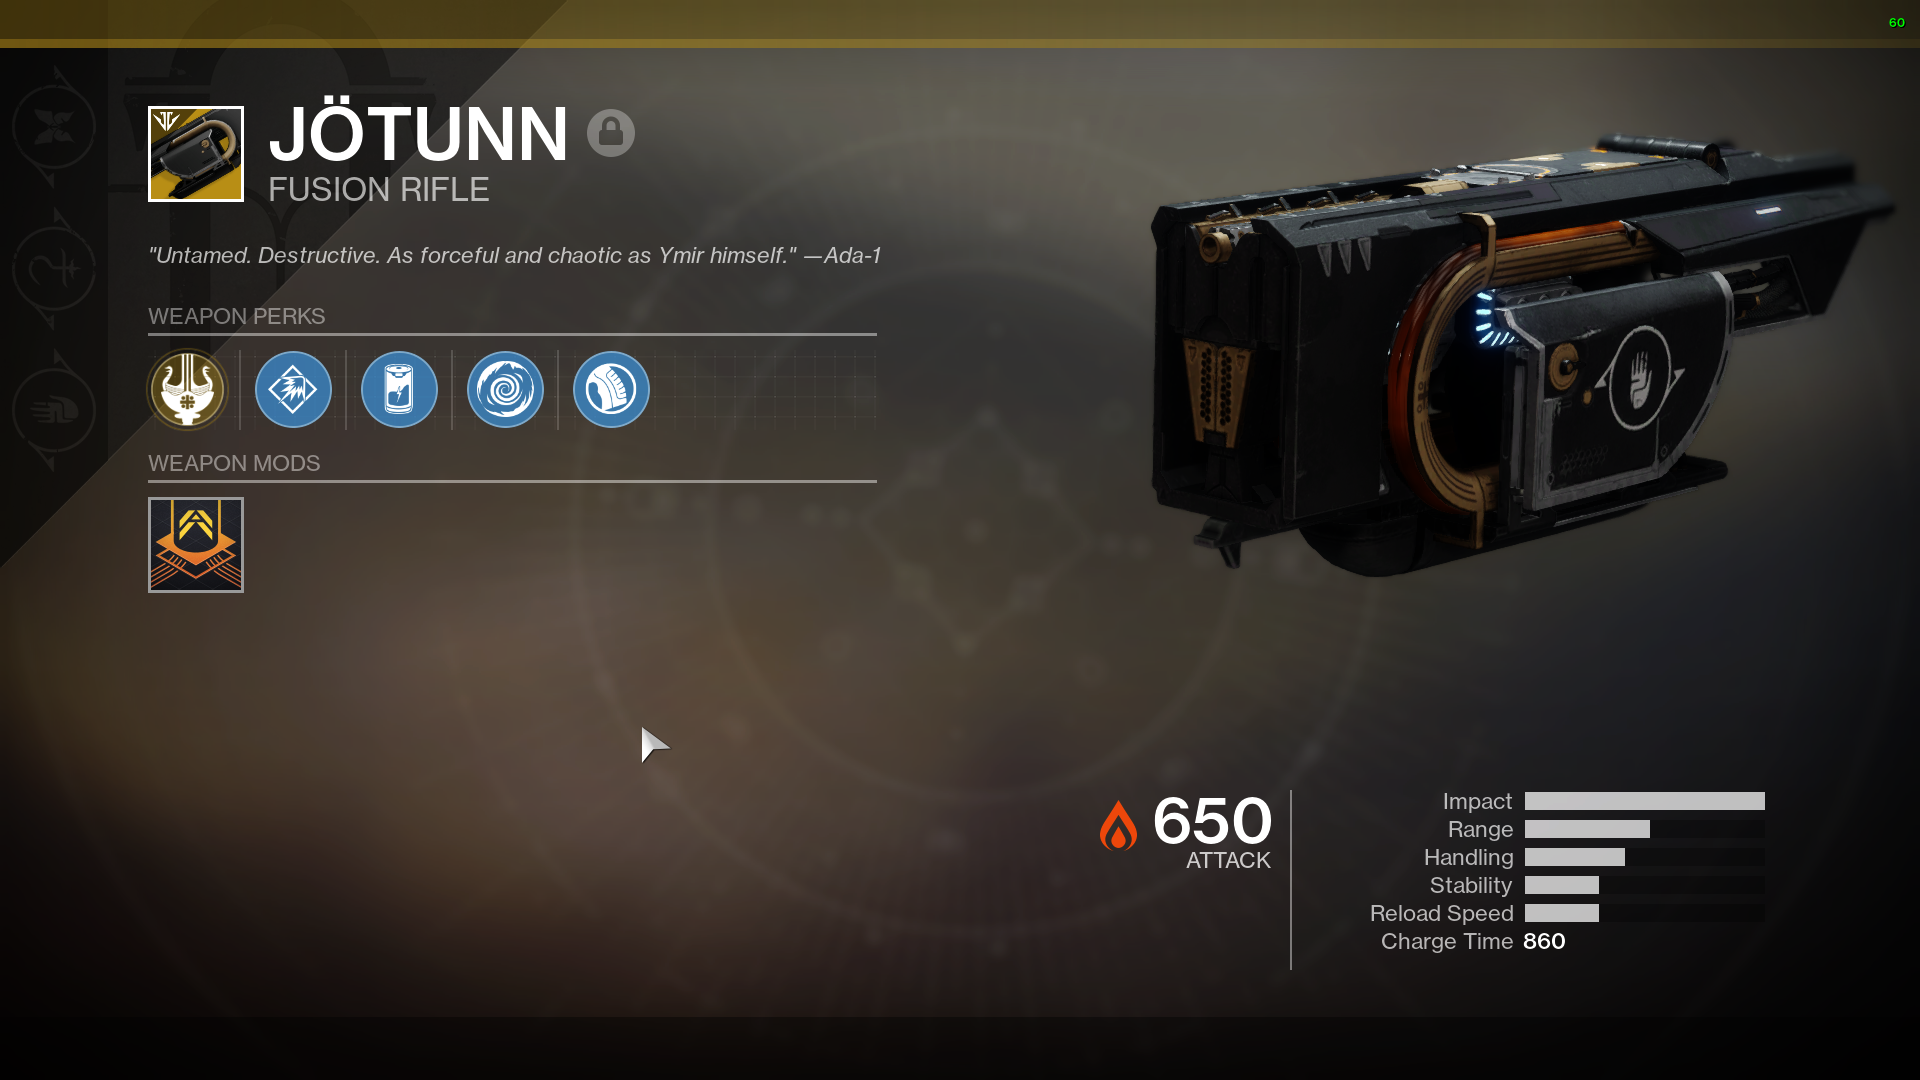 60
JÖTUNN
FUSION RIFLE
"Untamed. Destructive. As forceful and chaotic as Ymir himself." —Ada-1
WEAPON PERKS
WEAPON MODS
650
ATTACK
Impact
Range
Handling
Stability
Reload Speed
Charge Time 860